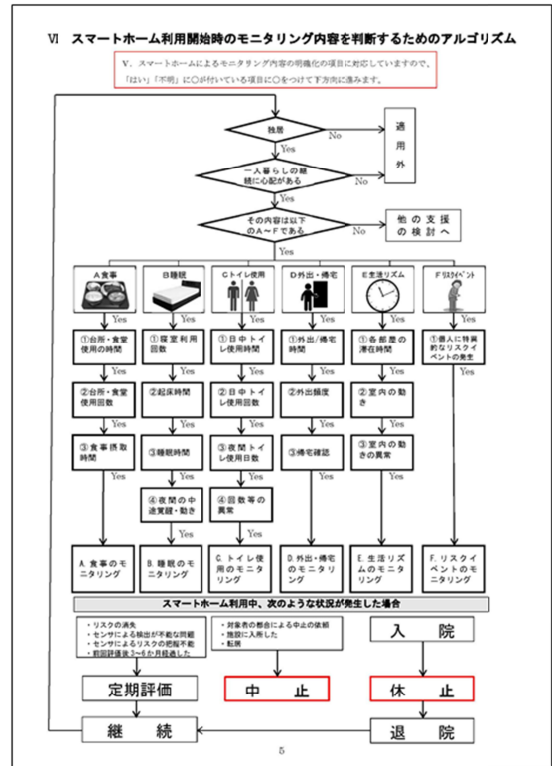 Ⅵ スマートホーム利用開始時のモニタリング内容を判断するためのアルゴリズム
Ⅴ．スマートホームによるモニタリング内容の明確化の項目に対応していますので、
「はい」「不明」に○が付いている項目に○をつけて下方向に進みます。
独居
No
適用外
Yes
一人暮らしの継
続に心配がある
No
Yes
その内容は以下
のA～Fである
No
他の支援
の検討へ
Yes
A食事
B睡眠
Cトイレ使用
D外出・帰宅
E生活リズム
Fリスクイベント
Yes
Yes
Yes
Yes
Yes
Yes
①台所・食堂
使用の時間
①寝室利用
回数
①日中トイ
レ使用時間
①外出/帰宅
時間
①各部屋の
滞在時間
①個人に特異
的なリスクイ
ベントの発生
②台所・食堂
使用回数
②起床時間
②日中トイ
レ使用回数
②外出頻度
②室内の動
き
③食事摂取
時間
③睡眠時間
③夜間トイ
レ使用日数
③帰宅確認
③室内の動
きの異常
Yes
Yes
Yes
Yes
④夜間の中
途覚醒・動き
④回数等の
異常
Yes
Yes
A. 食事のモ
ニタリング
B. 睡眠のモ
ニタリング
C. トイレ使
用のモニタ
リング
D. 外出・帰宅
のモニタリ
ング
E. 生活リズ
ムのモニタ
リング
F. リスクイ
ベントのモ
ニタリング
スマートホーム利用中、次のような状況が発生した場合
・リスクの消失
・センサによる検出が不能な問題
・センサによるリスクの把握不能
・前回評価後3～6か月経過した
・対象者の都合による中止の依頼
・施設に入所した
・転居
入 院
定期評価
中 止
休 止
継 続
退 院
5